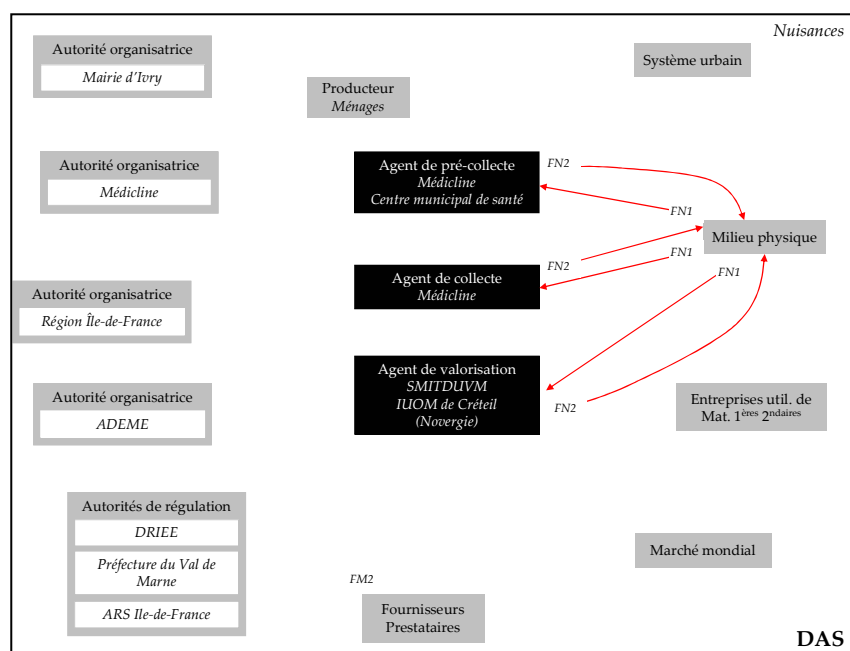 Nuisances
Autorité organisatrice
Mairie d'Ivry
Système urbain
Producteur
Ménages
Autorité organisatrice
Médicline
Agent de pré-collecte
Médicline
Centre municipal de santé
FN2
FN1
Milieu physique
Agent de collecte
Médicline
FN2
FN1
FN1
Autorité organisatrice
Région Île-de-France
Agent de valorisation
SMITDUVM
IUOM de Créteil
(Novergie)
FN2
Autorité organisatrice
ADEME
Entreprises util. de
Mat. 1ères 2ndaires
Autorités de régulation
DRIEE
Préfecture du Val de
Marne
ARS Ile-de-France
Marché mondial
FM2
Fournisseurs
Prestataires
DAS